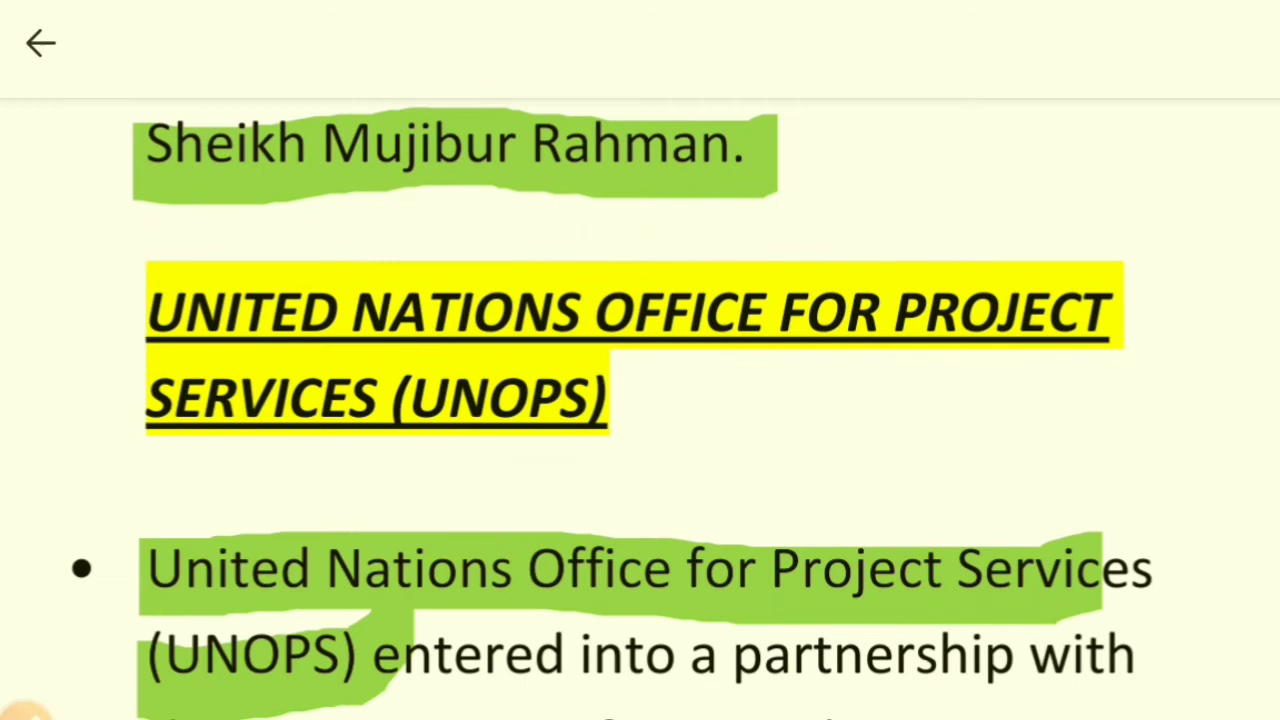 Sheikh Mujibur Rahman.
UNITED NATIONS OFFICE FOR PROJECT
SERVICES (UNOPS)
• United Nations Office for Project Services
(UNOPS) entered into a partnership with